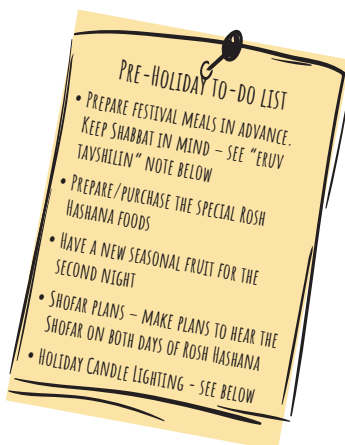 Pre-Holiday to-do list
• Prepare festival meals in advance.
Keep Shabbat in mind – see "eruv
tavshilin" note below
• Prepare/purchase the special Rosh
Hashana foods
• Have a new seasonal fruit for the
second night
• Shofar plans – make plans to hear the
Shofar on both days of Rosh Hashana
• Holiday Candle Lighting - see below